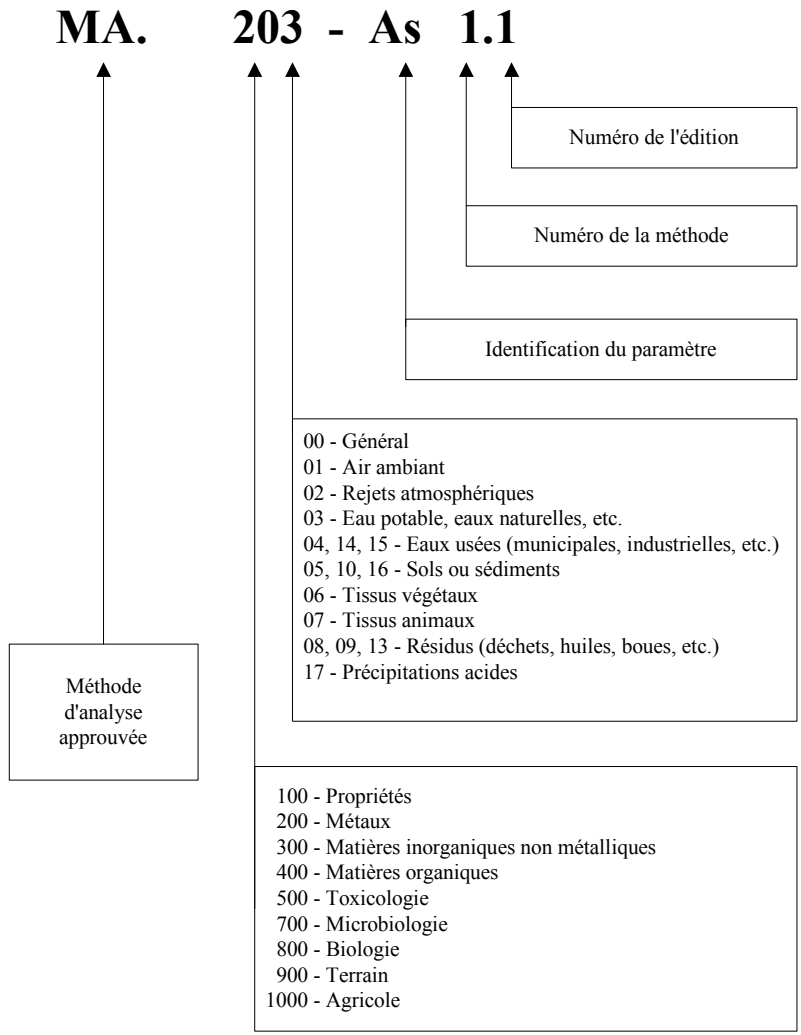 MA. 203 - As 1.1
Numéro de l'édition
Numéro de la méthode
Identification du paramètre
00 - Général
01 - Air ambiant
02 - Rejets atmosphériques
03 - Eau potable, eaux naturelles, etc.
04, 14, 15 - Eaux usées (municipales, industrielles, etc.)
05, 10, 16 - Sols ou sédiments
06 - Tissus végétaux
07 - Tissus animaux
08, 09, 13 - Résidus (déchets, huiles, boues, etc.)
17 - Précipitations acides
Méthode
d'analyse
approuvée
100 - Propriétés
200 - Métaux
300 - Matières inorganiques non métalliques
400 - Matières organiques
500 - Toxicologie
700 - Microbiologie
800 - Biologie
900 - Terrain
1000 - Agricole